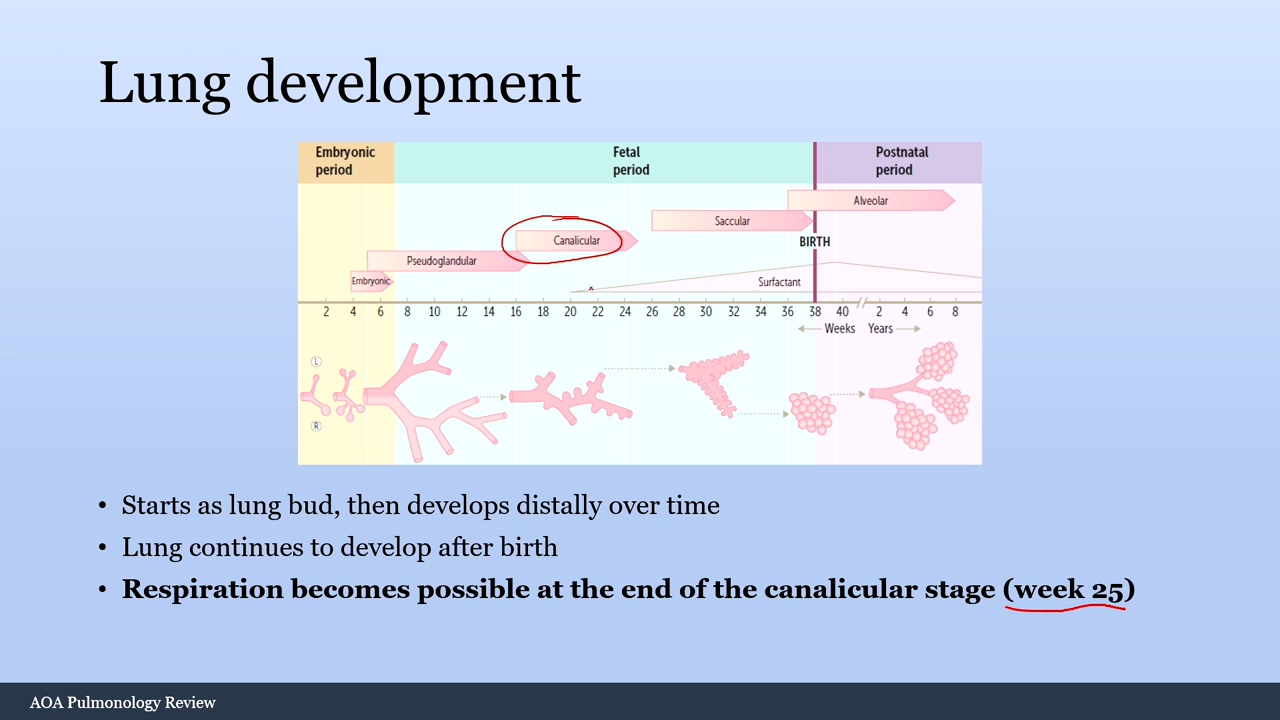 Lung development
Embryonic
period
Fetal
period
Postnatal
period
Alveolar
Saccular
Canalicular
BIRTH
Pseudoglandular
Embryonic
Surfactant
2 4 6 8 10 12 14 16 18 20 22 24 26 28 30 32 34 36 38 40 2 4 6 8
Weeks Years
L
R
• Starts as lung bud, then develops distally over time
• Lung continues to develop after birth
• Respiration becomes possible at the end of the canalicular stage (week 25)
AOA Pulmonology Review